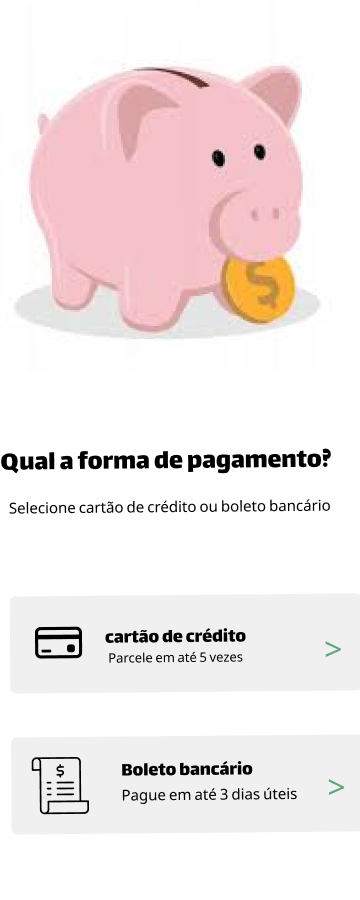 Qual a forma de pagamento?
Selecione cartão de crédito ou boleto bancário
cartão de crédito
Parcele em até 5 vezes
>
Boleto bancário
Pague em até 3 dias úteis
>